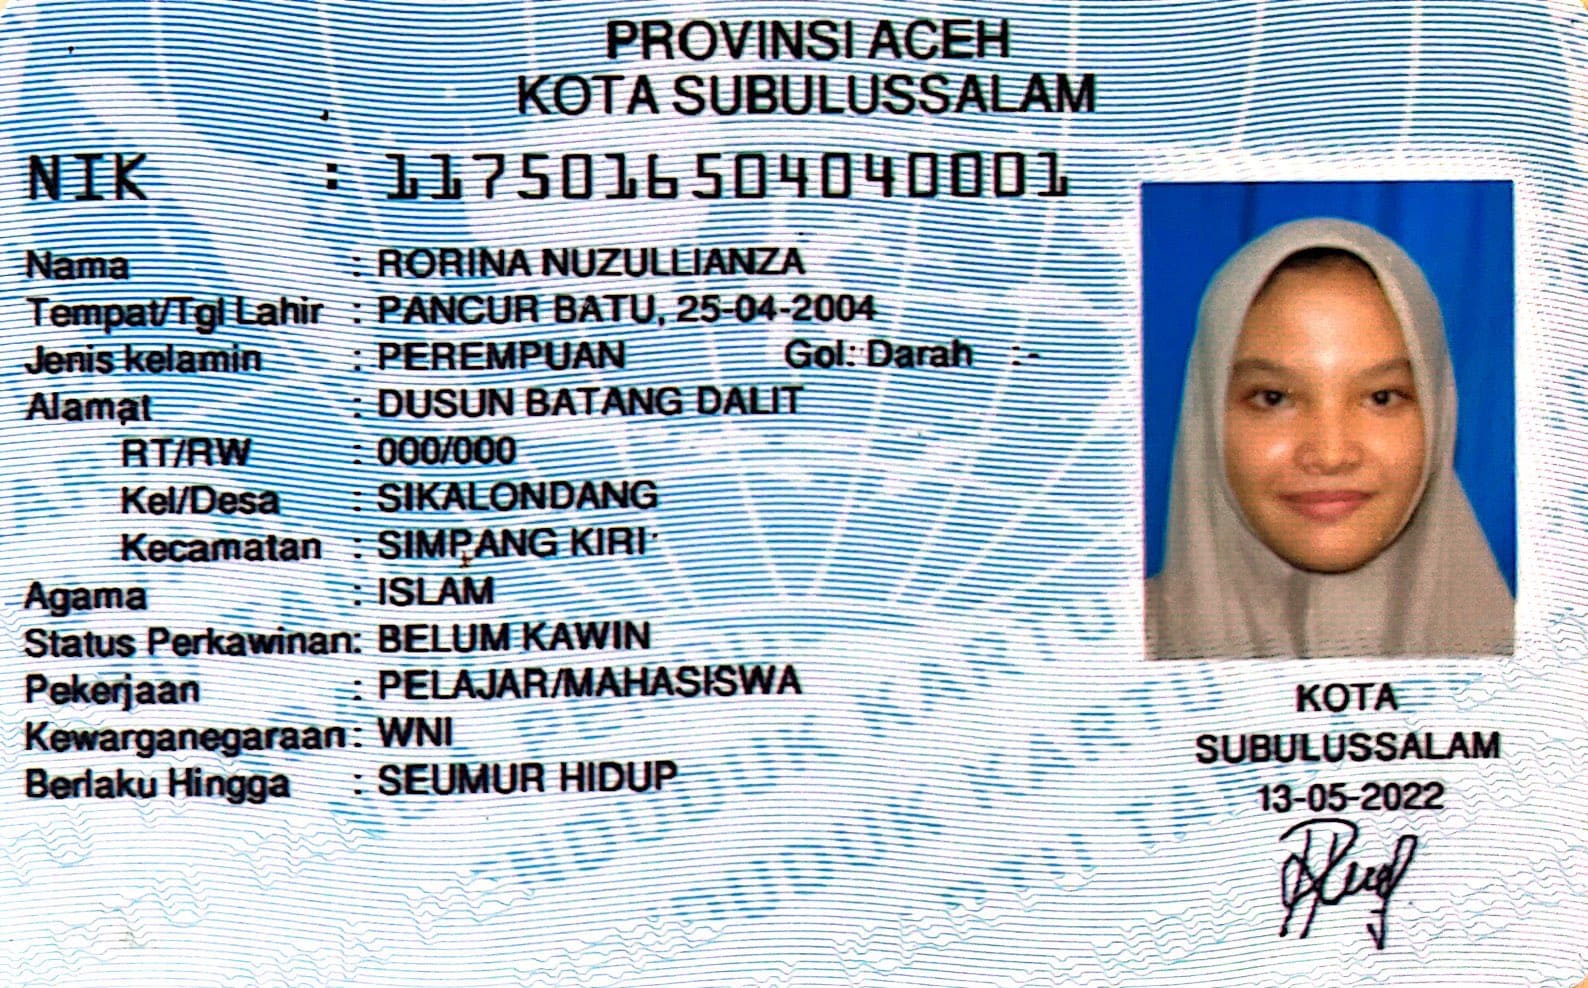 PROVINSI ACEH
KOTA SUBULUSSALAM
NIK : 1175016504040001
Nama : RORINA NUZULLIANZA
Tempat/Tgl Lahir : PANCUR BATU, 25-04-2004
Jenis kelamin : PEREMPUAN Gol. Darah : -
Alamat : DUSUN BATANG DALIT
RT/RW : 000/000
Kel/Desa : SIKALONDANG
Kecamatan : SIMPANG KIRI
Agama : ISLAM
Status Perkawinan: BELUM KAWIN
Pekerjaan : PELAJAR/MAHASISWA
Kewarganegaraan: WNI
Berlaku Hingga : SEUMUR HIDUP
KOTA
SUBULUSSALAM
13-05-2022